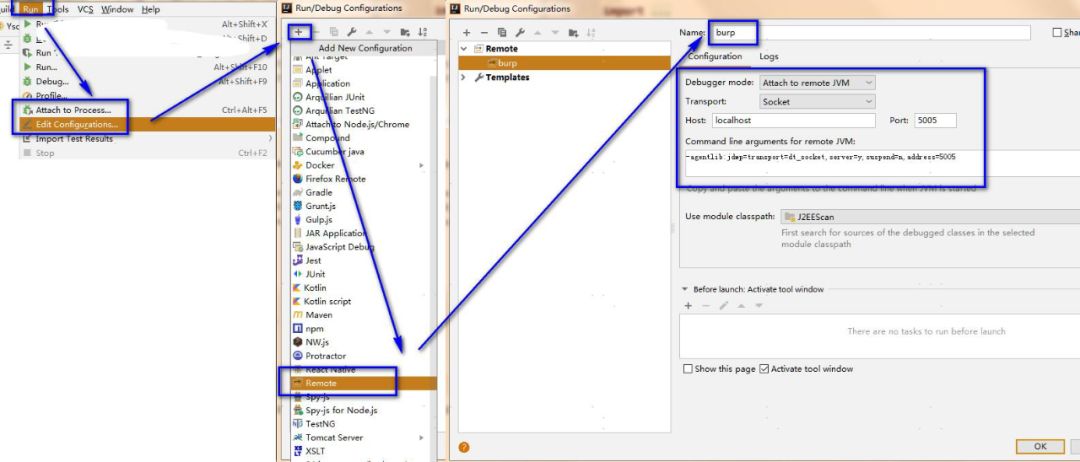 uild Run Tools VCS Window Help
Alt+Shift+X
Alt+Shift+D
Run...
Alt+Shift+F10
Debug...
Alt+Shift+F9
Profile...
Attach to Process...
Ctrl+Alt+F5
Edit Configurations...
Import Test Results
Stop
Ctrl+F2
Run/Debug Configurations
Add New Configuration
Ant Target
Applet
Application
Arquillian JUnit
Arquillian TestNG
Attach to Node.js/Chrome
Compound
Cucumber java
Docker
Firefox Remote
Gradle
Grunt.js
Gulp.js
JAR Application
JavaScript Debug
Jest
JUnit
Kotlin
Kotlin script
Maven
npm
NW.js
Protractor
React Native
Remote
Spy-js
Spy-js for Node.js
TestNG
Tomcat Server
XSLT
import ...
Run/Debug Configurations
Remote
burp
Templates
Name: burp
Shar
Configuration Logs
Debugger mode: Attach to remote JVM
Transport: Socket
Host: localhost Port: 5005
Command line arguments for remote JVM:
-agentlib:jdwp=transport=dt_socket,server=y,suspend=n,address=5005
Copy and paste the arguments to the command line when JVM is started
Use module classpath: J2EEScan
First search for sources of the debugged classes in the selected
module classpath
Before launch: Activate tool window
There are no tasks to run before launch
Show this page Activate tool window
?
OK